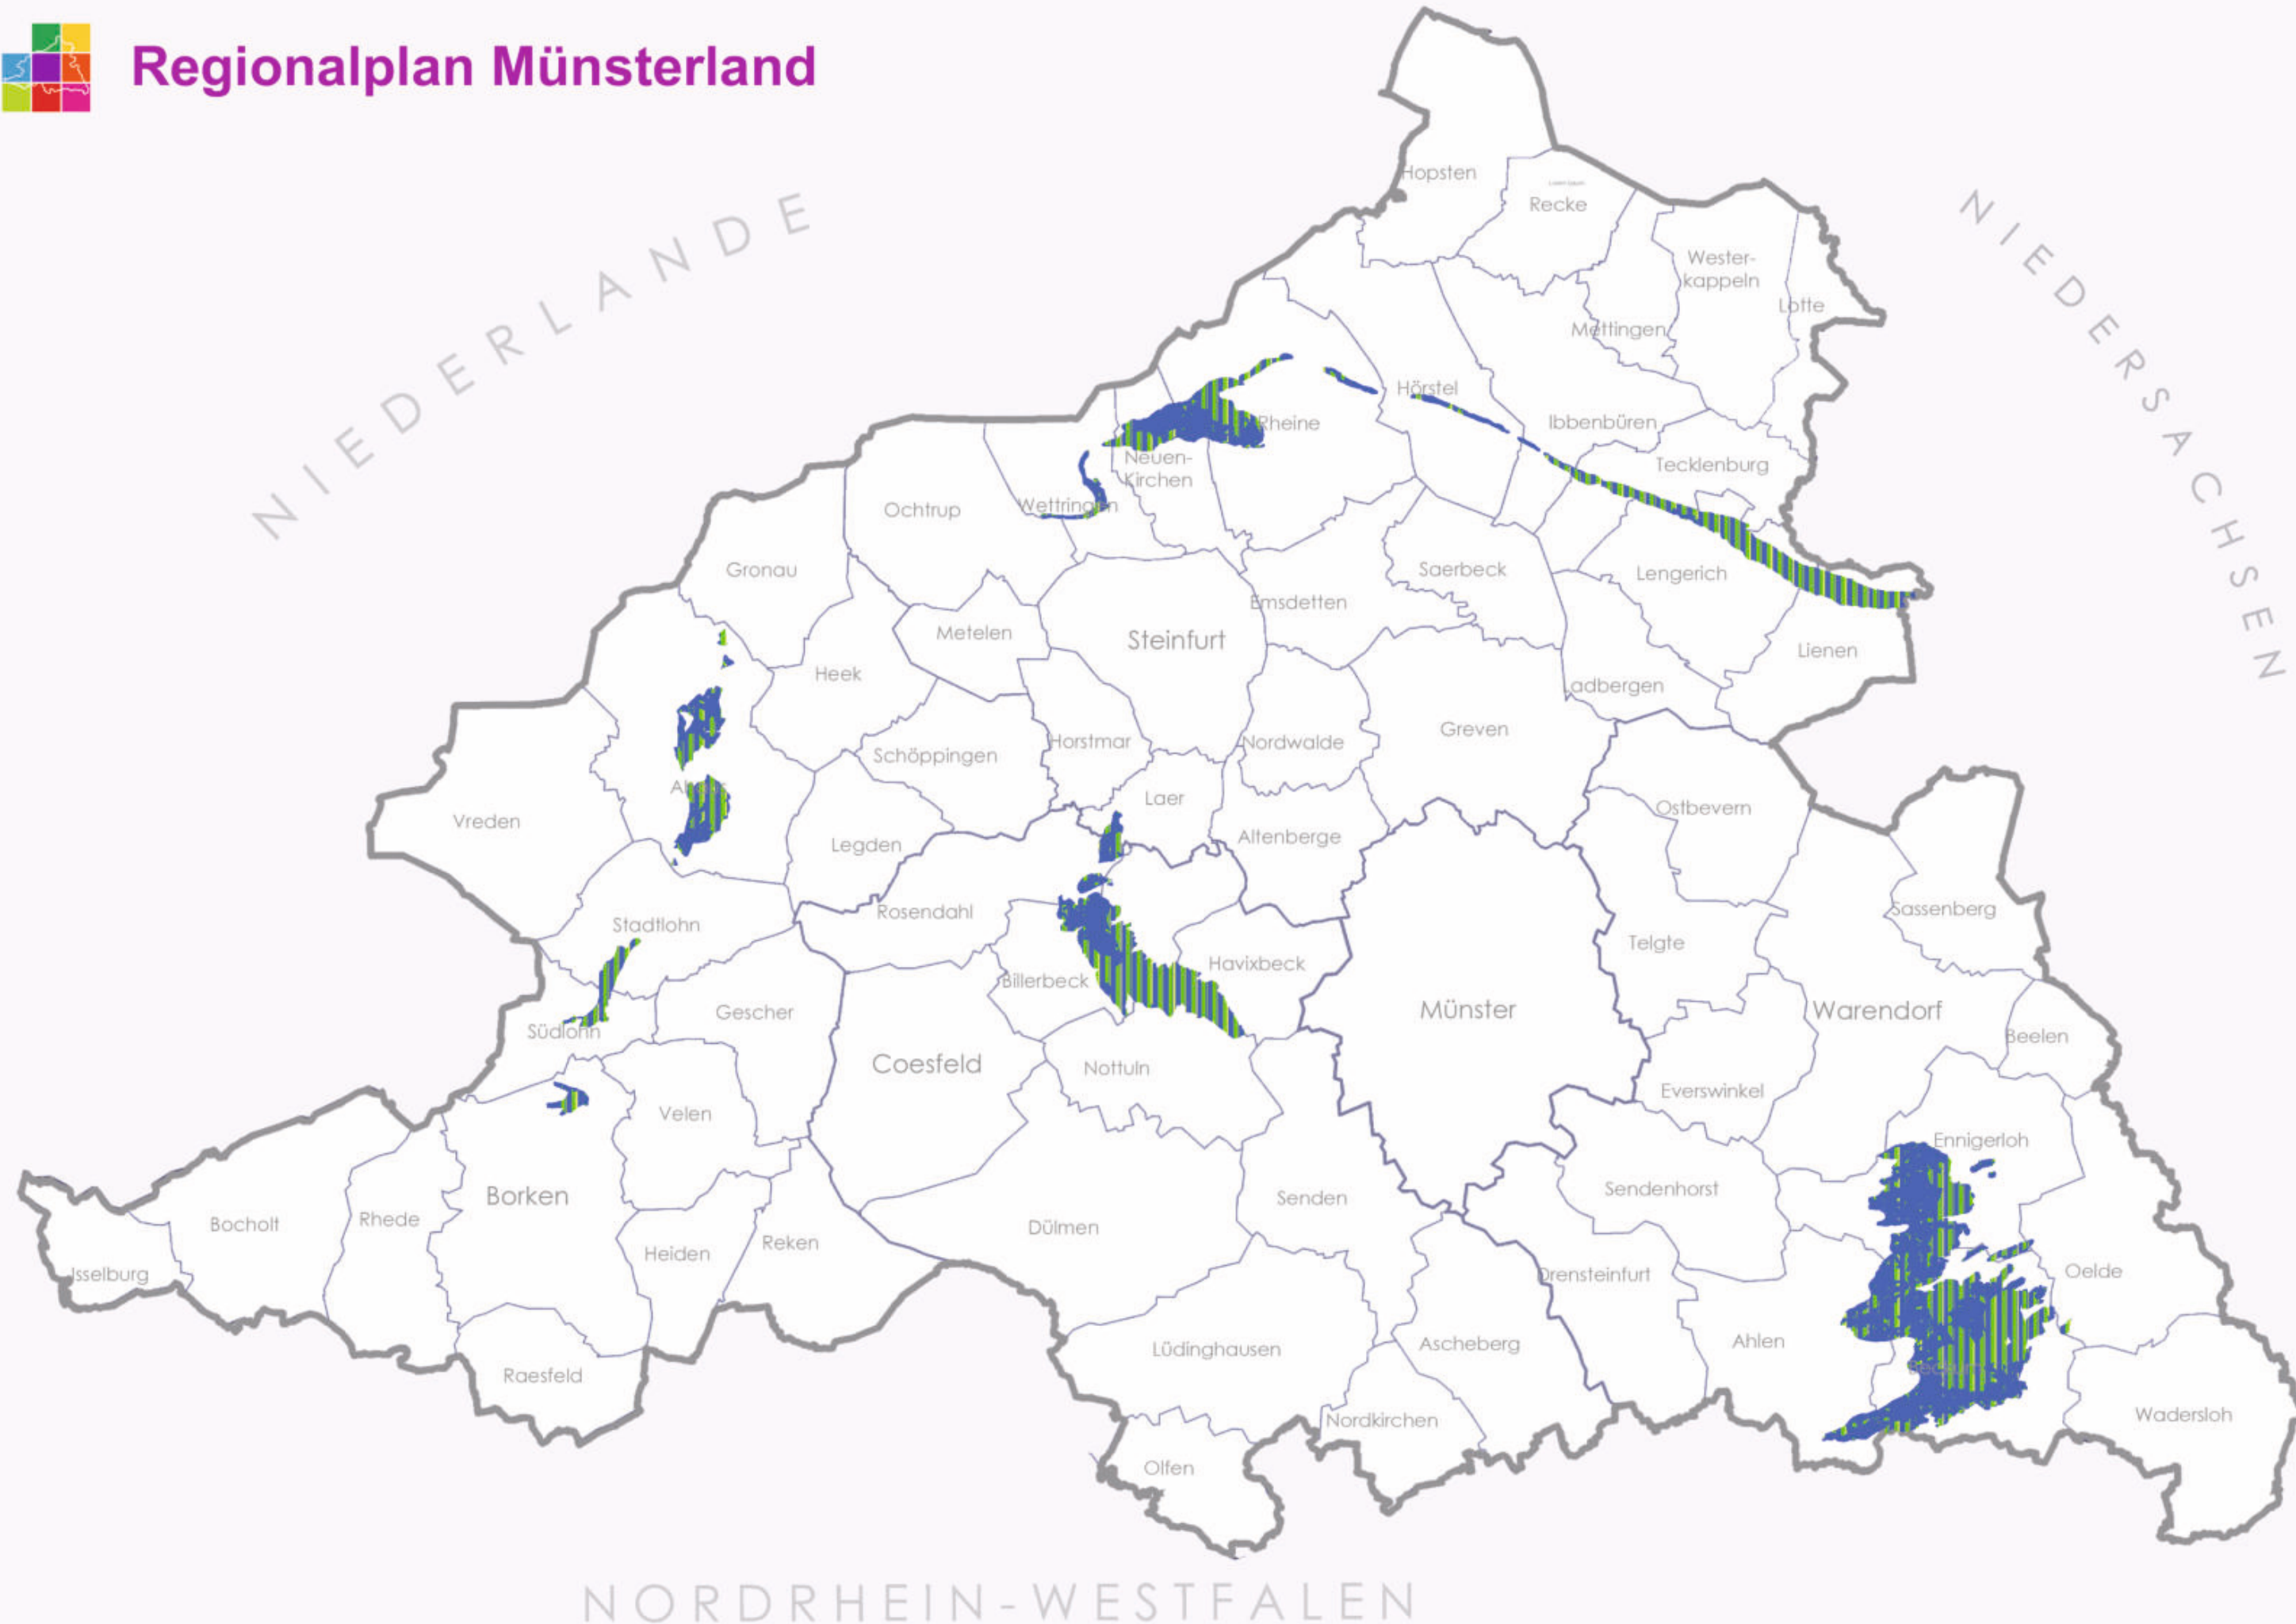 Regionalplan Münsterland
NIEDERLANDE
NIEDERSACHSEN
Hopsten
Recke
Wester-
kappeln
Lotte
Mettingen
Hörstel
Ibbenbüren
Rheine
Tecklenburg
Neuen-
Kirchen
Wettringen
Ochtrup
Gronau
Saerbeck
Lengerich
Emsdetten
Metelen
Steinfurt
Lienen
Heek
Ladbergen
Greven
Horstmar
Nordwalde
Schöppingen
Laer
Ostbevern
Vreden
Altenberge
Legden
Sassenberg
Rosendahl
Stadtlohn
Telgte
Havixbeck
Billerbeck
Münster
Warendorf
Gescher
Südlohn
Beelen
Coesfeld
Nottuln
Everswinkel
Velen
Ennigerloh
Sendenhorst
Borken
Senden
Rhede
Bocholt
Dülmen
Reken
Heiden
Isselburg
Drensteinfurt
Oelde
Ahlen
Ascheberg
Lüdinghausen
Raesfeld
Wadersloh
Nordkirchen
Olfen
NORDRHEIN-WESTFALEN